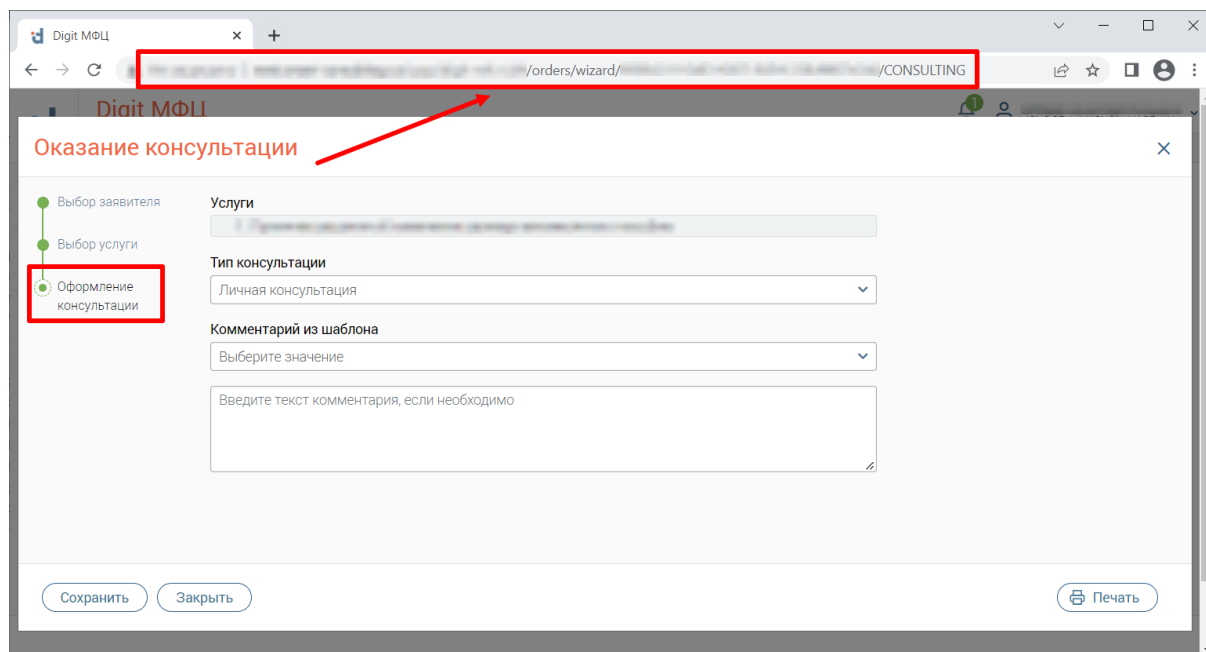 Digit МФЦ
/orders/wizard/
/CONSULTING
Digit МФЦ
1
Оказание консультации
Выбор заявителя
Выбор услуги
Оформление
консультации
Услуги
Тип консультации
Личная консультация
Комментарий из шаблона
Выберите значение
Введите текст комментария, если необходимо
Сохранить
Закрыть
Печать